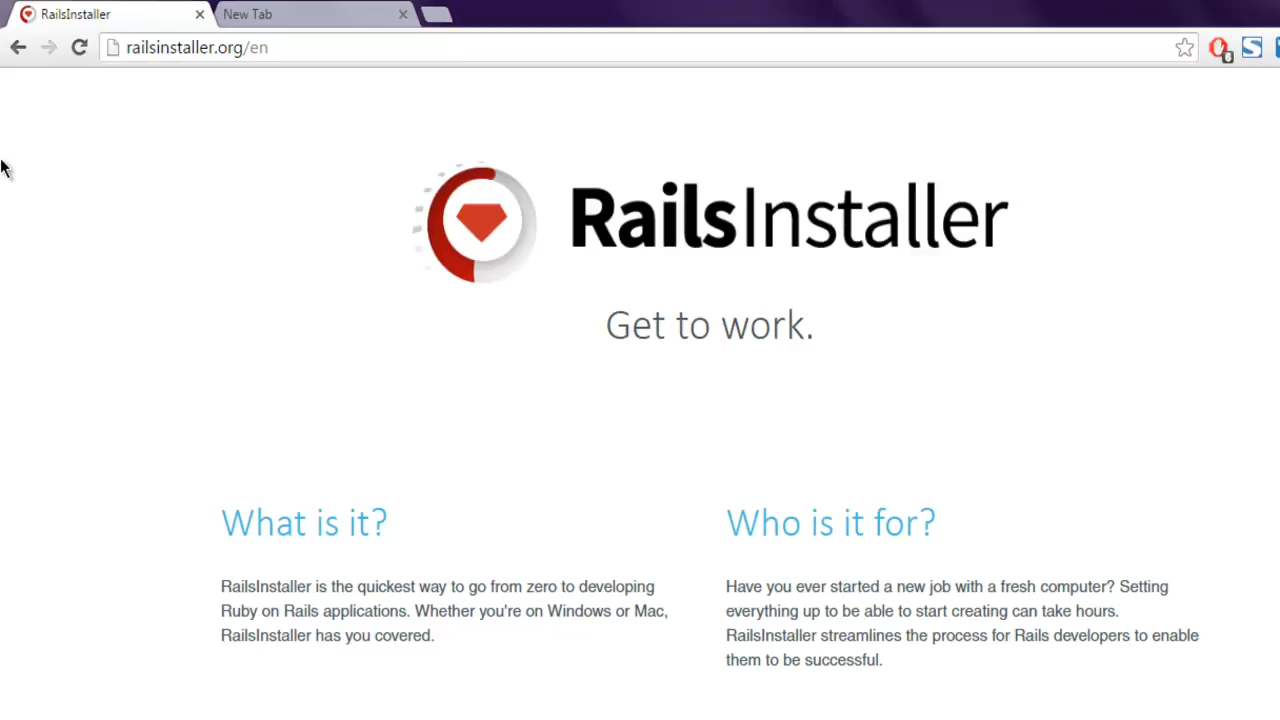 RailsInstaller
New Tab
railsinstaller.org/en
RailsInstaller
Get to work.
What is it?
RailsInstaller is the quickest way to go from zero to developing
Ruby on Rails applications. Whether you're on Windows or Mac,
RailsInstaller has you covered.
Who is it for?
Have you ever started a new job with a fresh computer? Setting
everything up to be able to start creating can take hours.
RailsInstaller streamlines the process for Rails developers to enable
them to be successful.